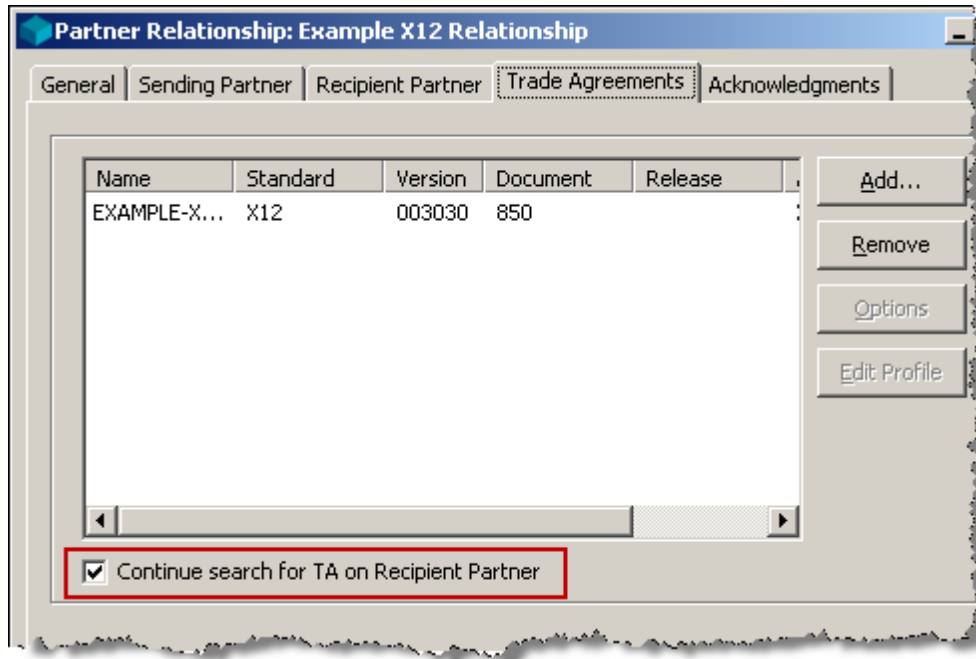 Partner Relationship: Example X12 Relationship
General Sending Partner Recipient Partner Trade Agreements Acknowledgments
Name Standard Version Document Release
EXAMPLE-X... X12 003030 850
Add...
Remove
Options
Edit Profile
Continue search for TA on Recipient Partner